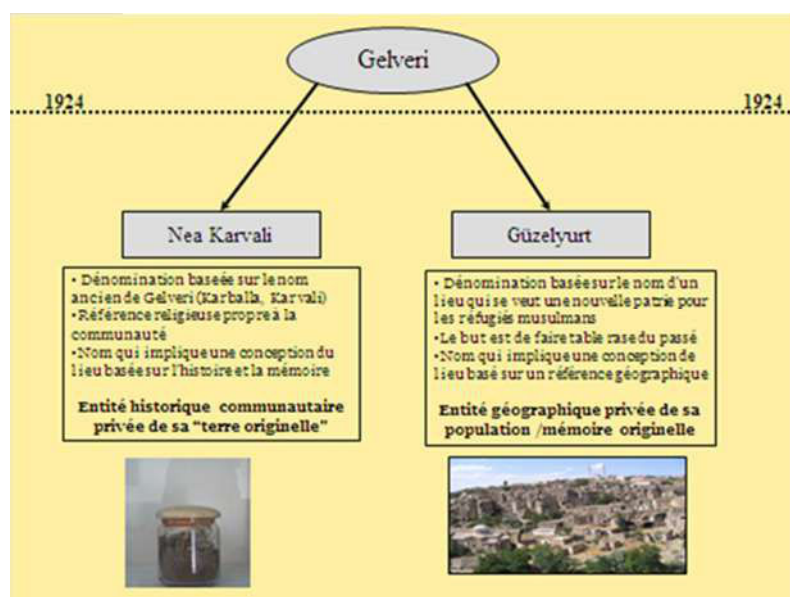 Gelveri
1924 1924
Nea Karvali
• Dénomination baseée sur le nom
ancien de Gelveri (Karballa, Karvali)
•Référence religieuse propre à la
communauté
•Nom qui implique une conception du
lieu basée sur l'histoire et la mémoire
Entité historique communautaire
privée de sa "terre originelle"
Güzelyurt
• Dénomination basée sur le nom d'un
lieu qui se veut une nouvelle patrie pour
les réfugiés musulmans
•Le but est de faire table rase du passé
•Nom qui implique une conception de
lieu basé sur un référence géographique
Entité géographique privée de sa
population /mémoire originelle